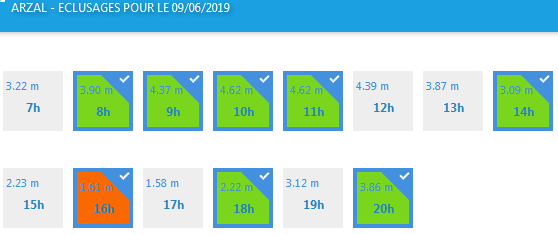 ARZAL - ECLUSAGES POUR LE 09/06/2019
3.22 m 3.90 m 4.37 m 4.62 m 4.62 m 4.39 m 3.87 m 3.09 m
7h 8h 9h 10h 11h 12h 13h 14h
2.23 m 1.61 m 1.58 m 2.22 m 3.12 m 3.86 m
15h 16h 17h 18h 19h 20h